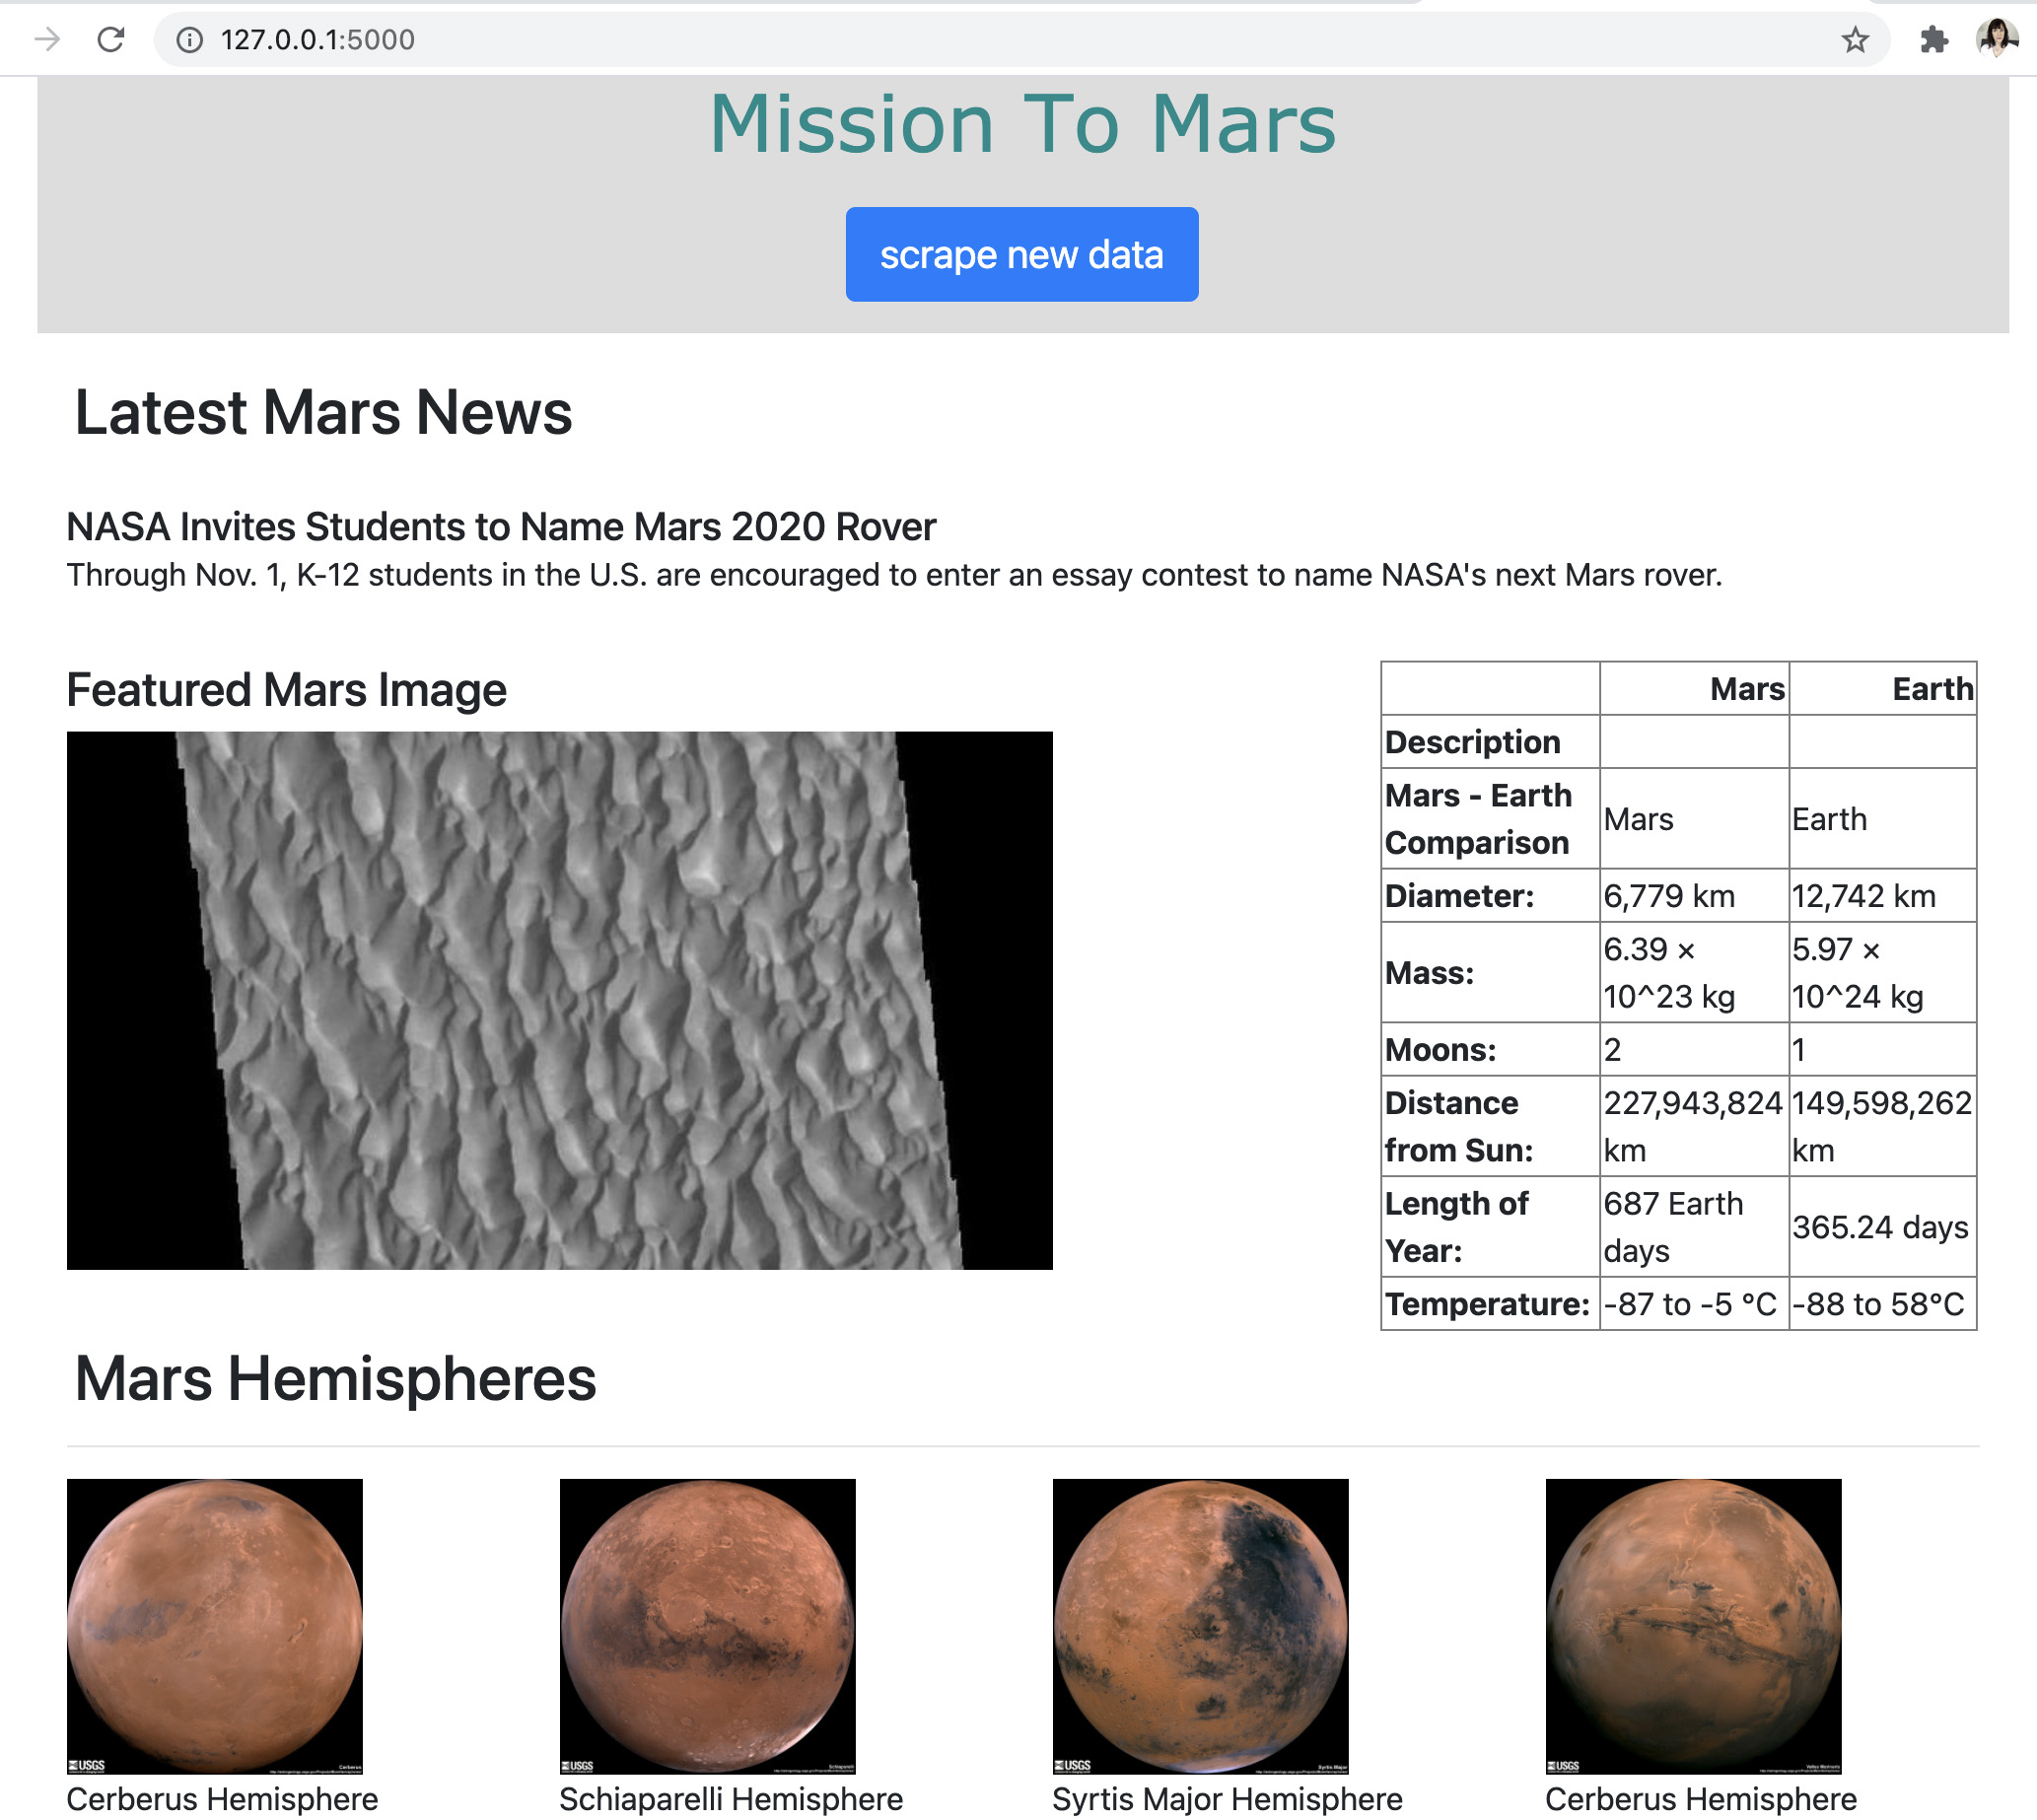 127.0.0.1:5000
Mission To Mars
scrape new data
Latest Mars News
NASA Invites Students to Name Mars 2020 Rover
Through Nov. 1, K-12 students in the U.S. are encouraged to enter an essay contest to name NASA's next Mars rover.
Featured Mars Image
Mars Earth
Description
Mars - Earth
Comparison
Mars Earth
Diameter: 6,779 km 12,742 km
Mass:
6.39 ×
10^23 kg
5.97 ×
10^24 kg
Moons: 2 1
Distance
from Sun:
227,943,824
km
149,598,262
km
Length of
Year:
687 Earth
days
365.24 days
Temperature: -87 to -5 °C -88 to 58°C
Mars Hemispheres
USGS
Cerberus
USGS
Schiaparelli
USGS
Syrtis Major
USGS
Valles Marineris
Cerberus Hemisphere
Schiaparelli Hemisphere
Syrtis Major Hemisphere
Cerberus Hemisphere